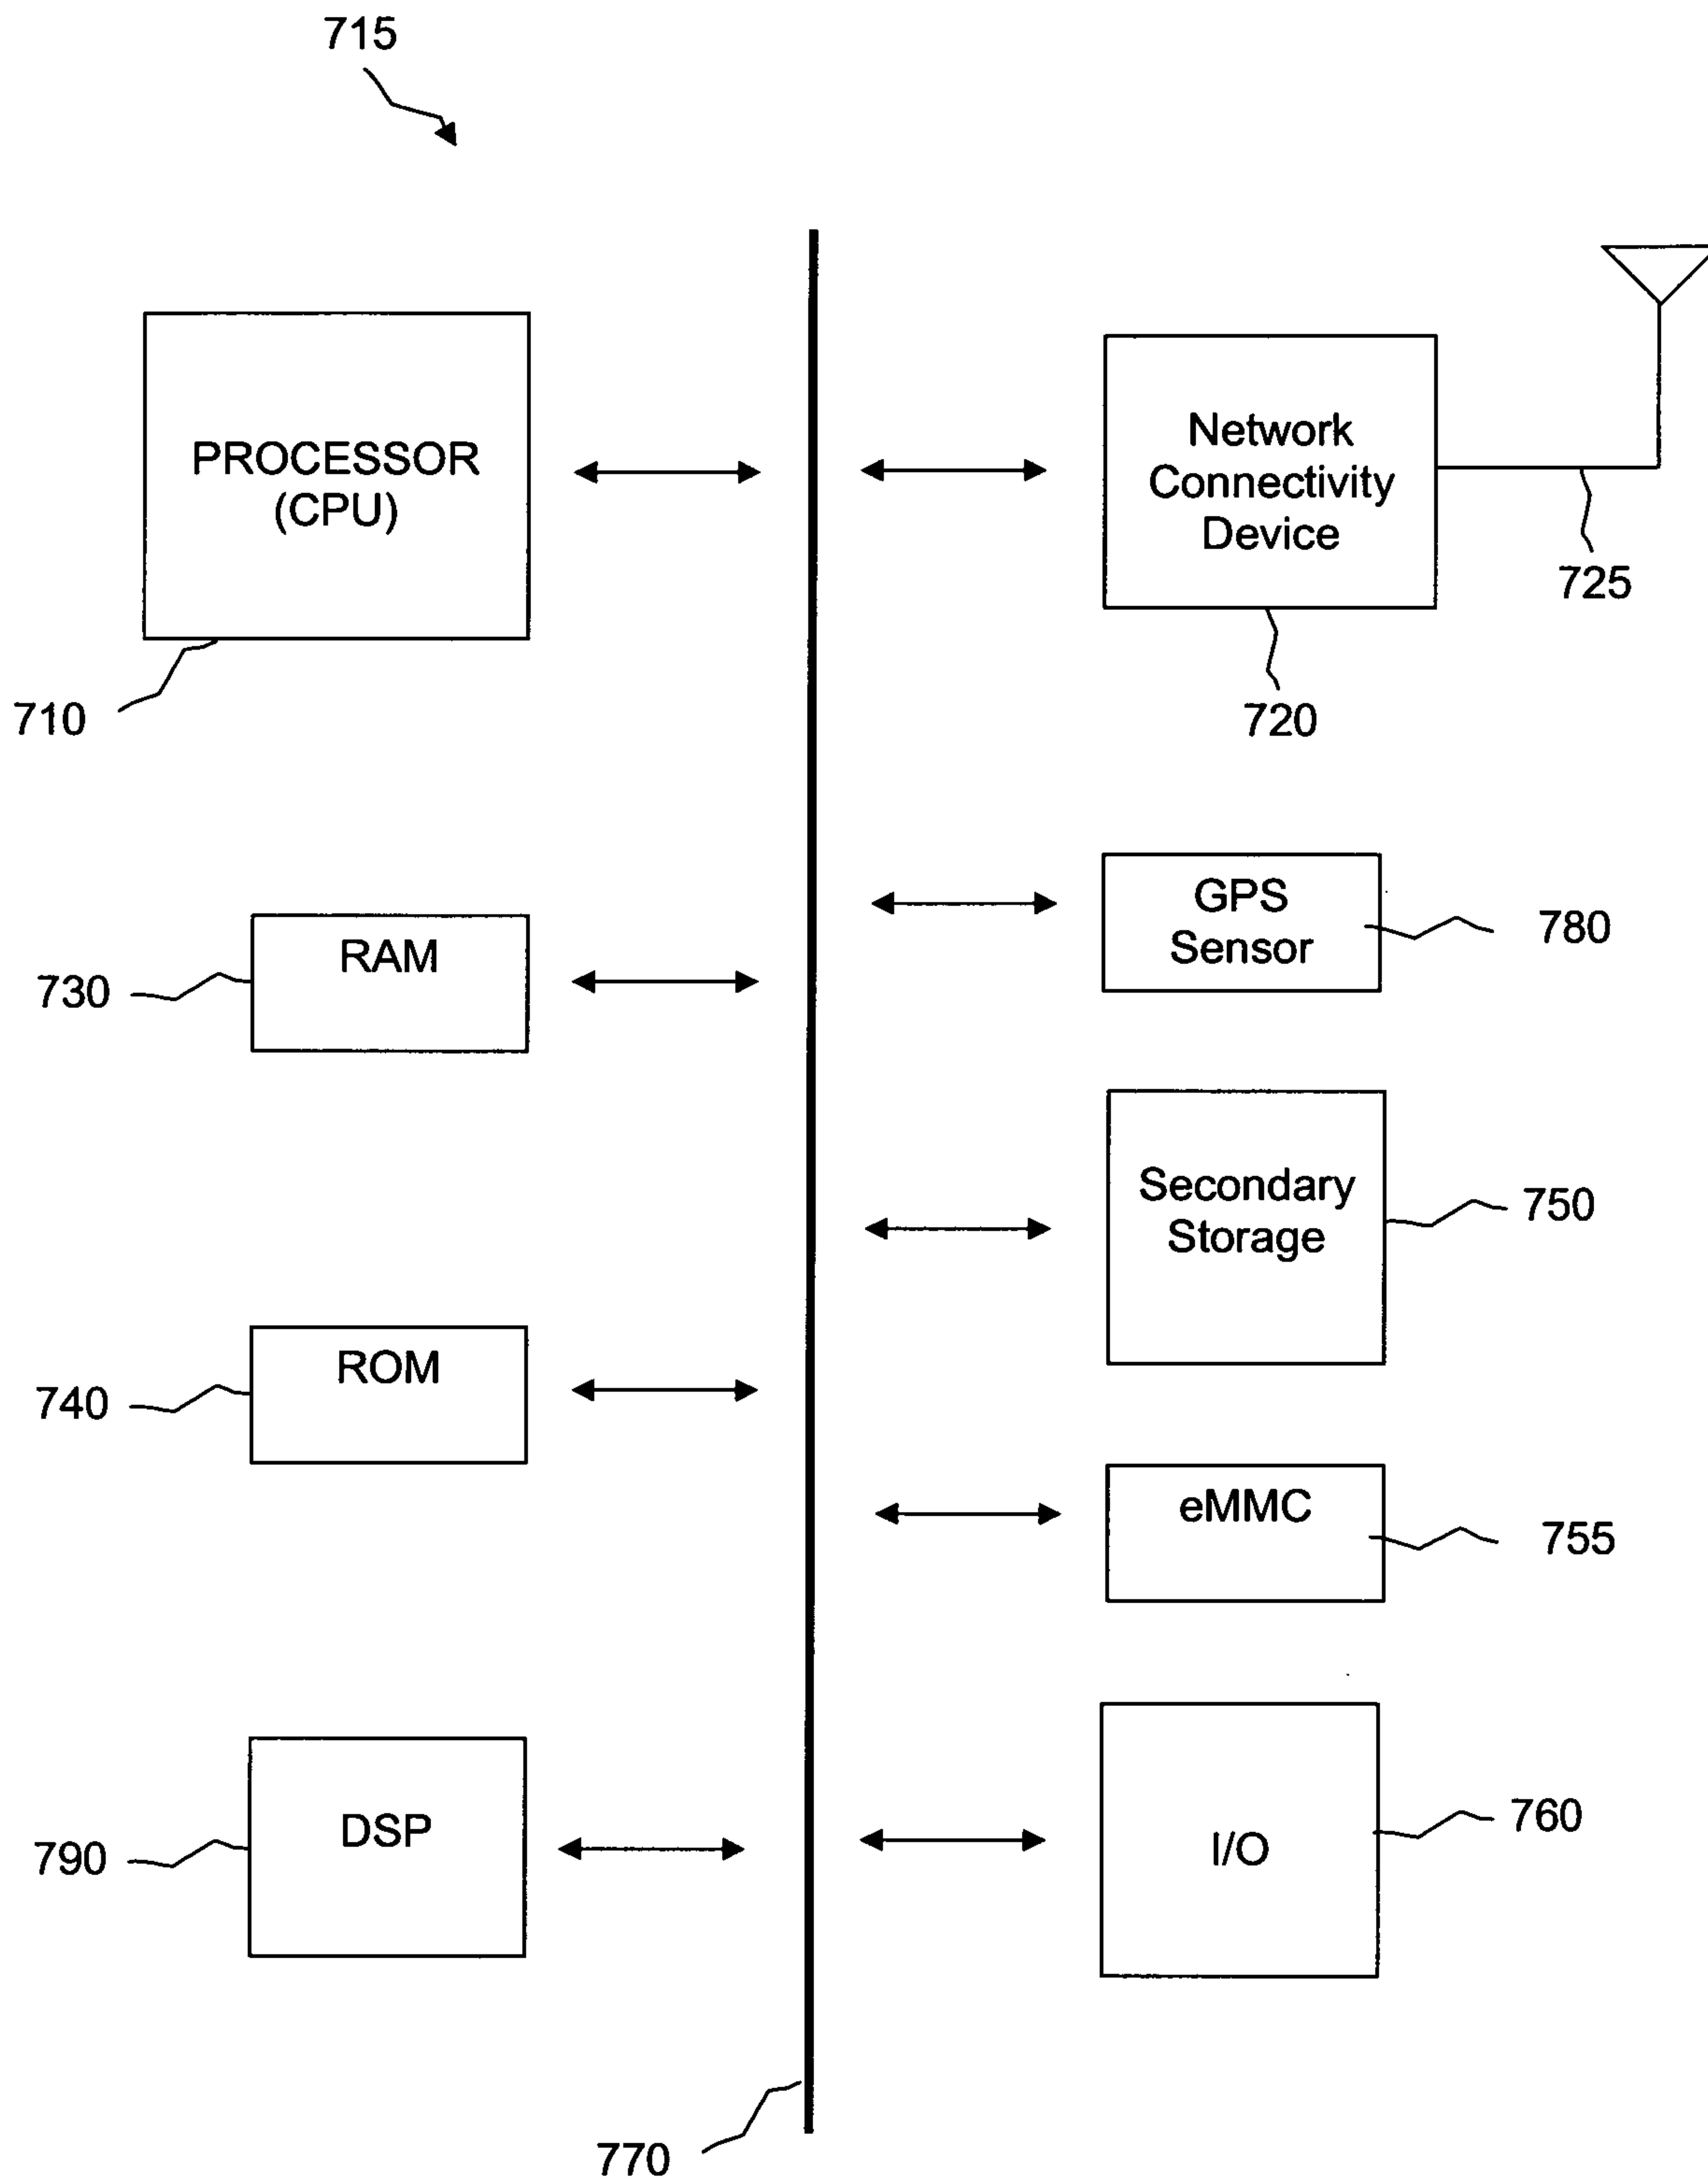 715
PROCESSOR
(CPU)
710
Network
Connectivity
Device
725
720
GPS
Sensor
780
RAM
730
Secondary
Storage
750
ROM
740
eMMC
755
DSP
790
I/O
760
770